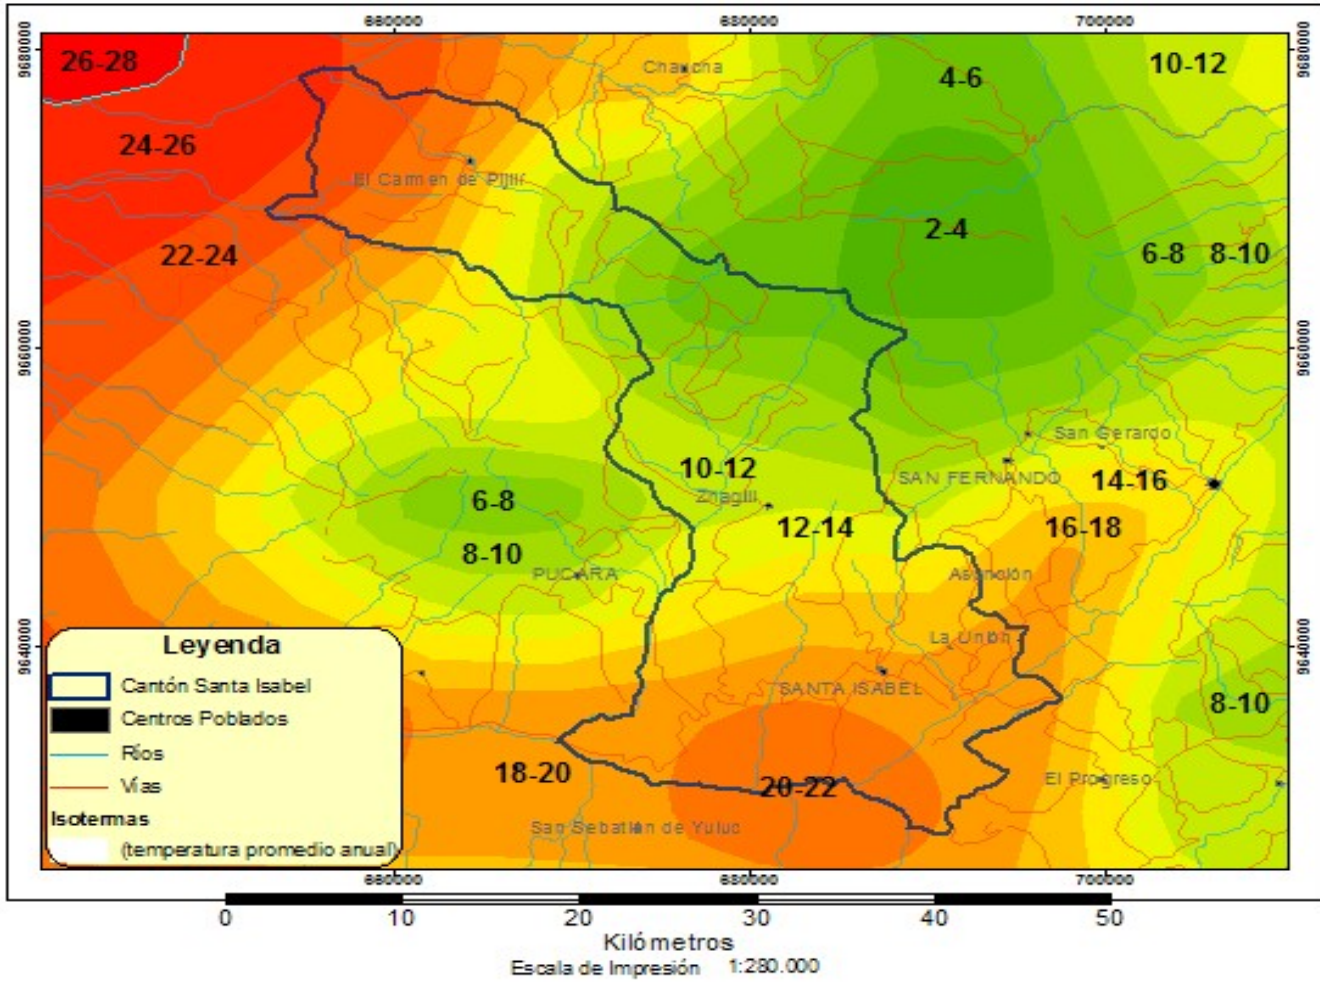 660000 680000 700000
9680000 9680000
26-28
Chaucha
4-6
10-12
24-26
El Carmen de Pijilí
2-4
22-24
6-8 8-10
9660000 9660000
San Gerardo
10-12
SAN FERNANDO
14-16
6-8
Zhaglli
12-14
16-18
8-10
PUCARA
Asunción
9640000 9640000
La Unión
SANTA ISABEL
8-10
18-20
20-22
El Progreso
San Sebatián de Yuluc
Leyenda
Cantón Santa Isabel
Centros Poblados
Ríos
Vías
Isotermas
(temperatura promedio anual)
660000 680000 700000
0 10 20 30 40 50
Kilómetros
Escala de Impresión 1:280.000